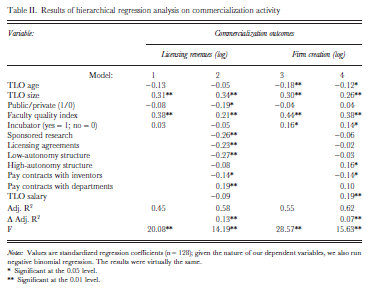 Table II. Results of hierarchical regression analysis on commercialization activity
Variable: Commercialization outcomes
Licensing revenues (log) Firm creation (log)
Model: 1 2 3 4
TLO age −0.13 −0.05 −0.18** −0.12*
TLO size 0.31** 0.34** 0.30** 0.26**
Public/private (1/0) −0.08 −0.19* −0.04 0.04
Faculty quality index 0.38** 0.21** 0.44** 0.38**
Incubator (yes = 1; no = 0) 0.03 −0.05 0.16* 0.14*
Sponsored research −0.26** −0.06
Licensing agreements −0.23** −0.02
Low-autonomy structure −0.27** −0.03
High-autonomy structure −0.08 0.16*
Pay contracts with inventors −0.14* −0.14*
Pay contracts with departments 0.19** 0.10
TLO salary −0.09 0.19**
Adj. R² 0.45 0.58 0.55 0.62
Δ Adj. R² 0.13** 0.07**
F 20.08** 14.19** 28.57** 15.63**
Note: Values are standardized regression coefficients (n = 128); given the nature of our dependent variables, we also run
negative binomial regression. The results were virtually the same.
* Significant at the 0.05 level.
** Significant at the 0.01 level.